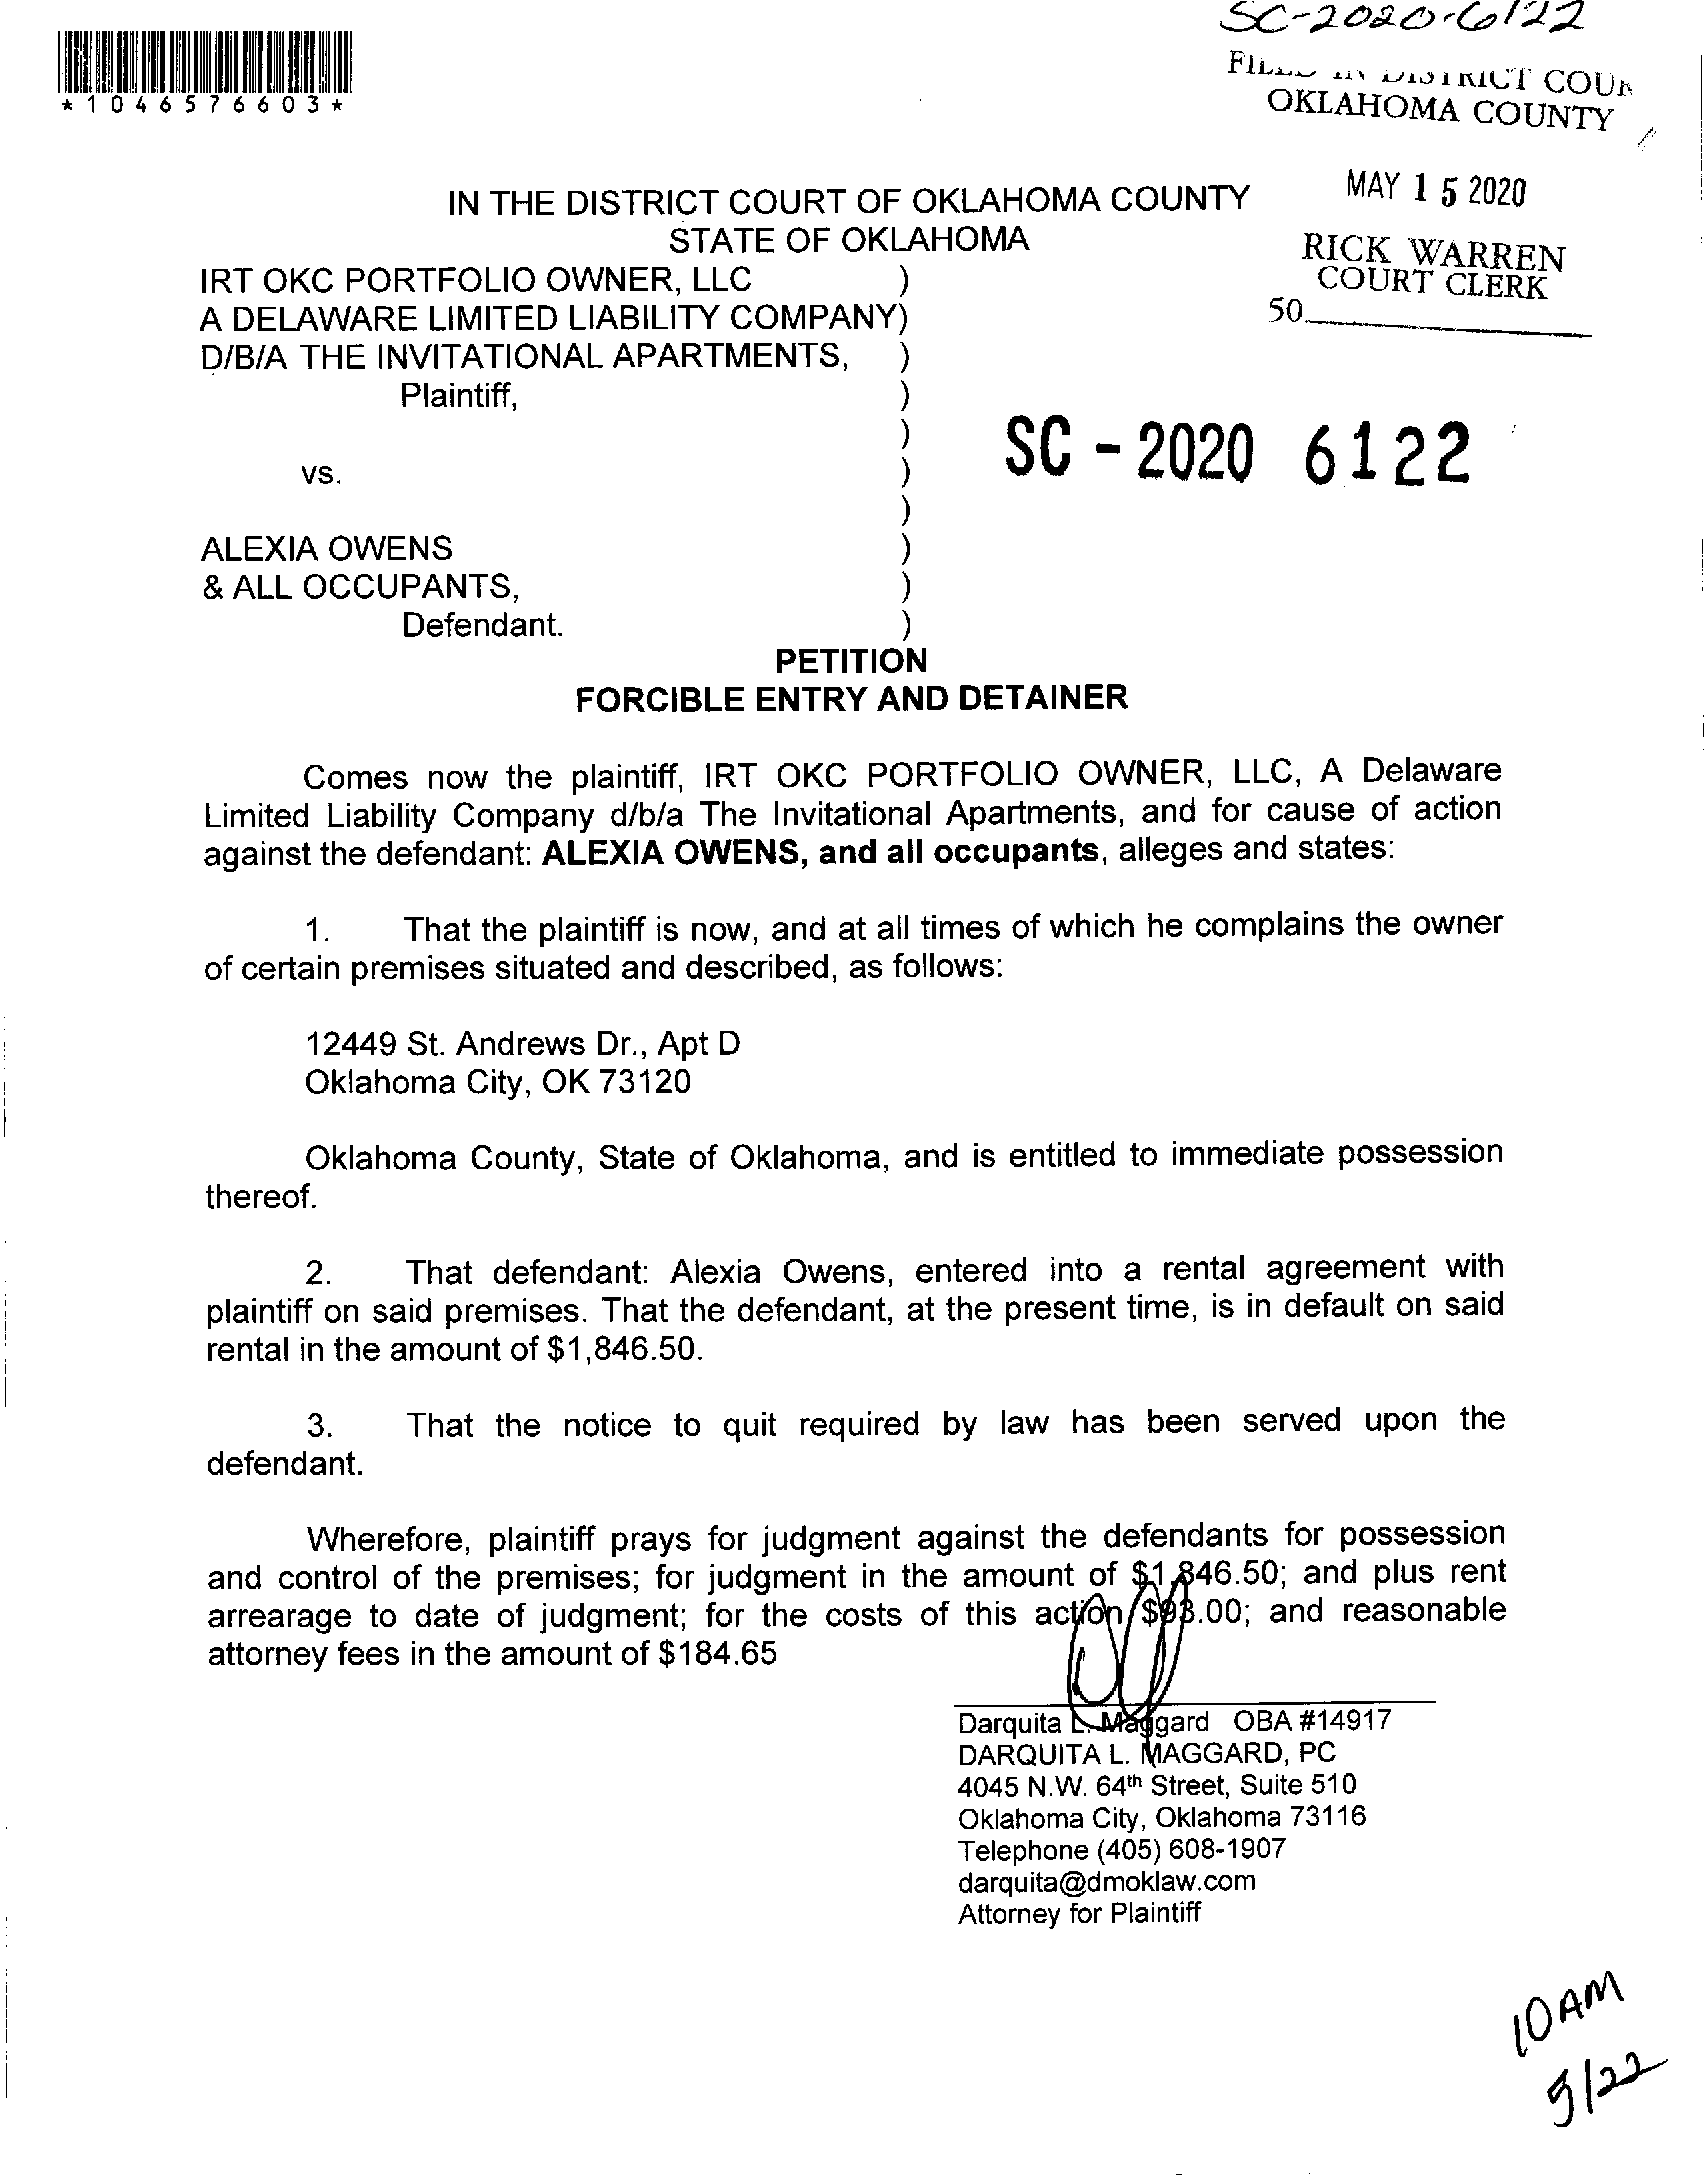 SC-2020-6122
*1046576603*
FILED IN DISTRICT COUR
OKLAHOMA COUNTY
MAY 15 2020
RICK WARREN
COURT CLERK
50
IN THE DISTRICT COURT OF OKLAHOMA COUNTY
STATE OF OKLAHOMA
IRT OKC PORTFOLIO OWNER, LLC )
A DELAWARE LIMITED LIABILITY COMPANY)
D/B/A THE INVITATIONAL APARTMENTS, )
Plaintiff, )
)
vs. )
)
ALEXIA OWENS )
& ALL OCCUPANTS, )
Defendant. )
SC - 2020 6122
PETITION
FORCIBLE ENTRY AND DETAINER
Comes now the plaintiff, IRT OKC PORTFOLIO OWNER, LLC, A Delaware
Limited Liability Company d/b/a The Invitational Apartments, and for cause of action
against the defendant: ALEXIA OWENS, and all occupants, alleges and states:
1. That the plaintiff is now, and at all times of which he complains the owner
of certain premises situated and described, as follows:
12449 St. Andrews Dr., Apt D
Oklahoma City, OK 73120
Oklahoma County, State of Oklahoma, and is entitled to immediate possession
thereof.
2. That defendant: Alexia Owens, entered into a rental agreement with
plaintiff on said premises. That the defendant, at the present time, is in default on said
rental in the amount of $1,846.50.
3. That the notice to quit required by law has been served upon the
defendant.
Wherefore, plaintiff prays for judgment against the defendants for possession
and control of the premises; for judgment in the amount of $1,846.50; and plus rent
arrearage to date of judgment; for the costs of this action $93.00; and reasonable
attorney fees in the amount of $184.65
Darquita L. Maggard OBA #14917
DARQUITA L. MAGGARD, PC
4045 N.W. 64th Street, Suite 510
Oklahoma City, Oklahoma 73116
Telephone (405) 608-1907
darquita@dmoklaw.com
Attorney for Plaintiff
10AM
5/22